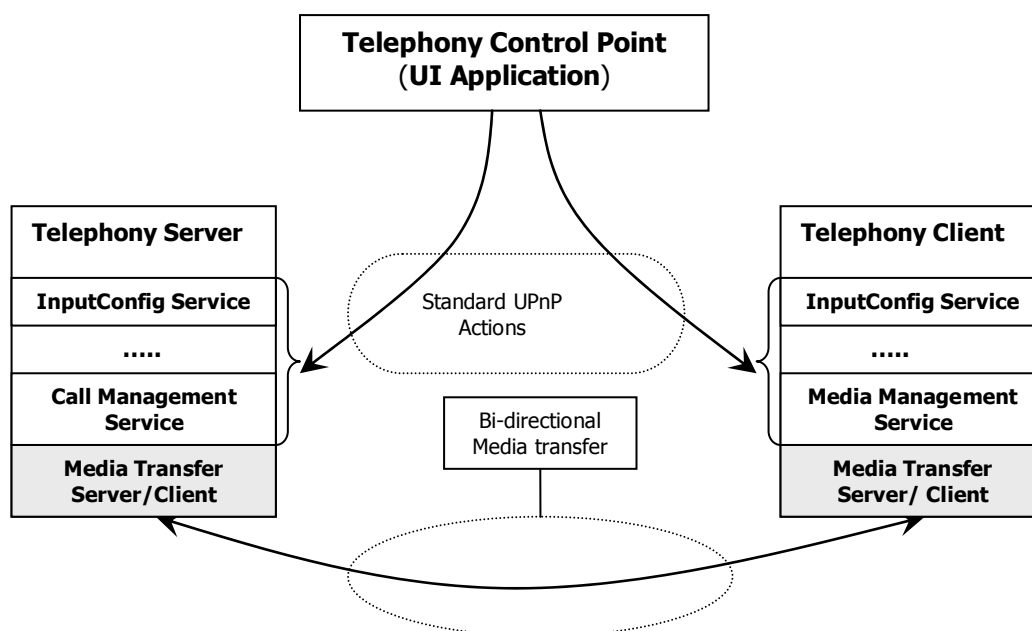 Telephony Control Point
(UI Application)
Telephony Server
InputConfig Service
.....
Call Management
Service
Media Transfer
Server/Client
Standard UPnP
Actions
Bi-directional
Media transfer
Telephony Client
InputConfig Service
.....
Media Management
Service
Media Transfer
Server/ Client